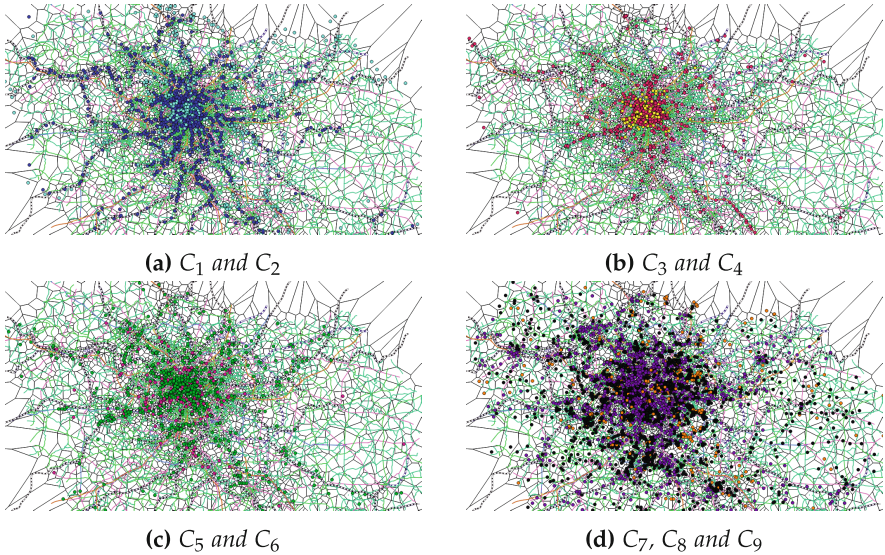 (a) C1 and C2
(b) C3 and C4
(c) C5 and C6
(d) C7, C8 and C9